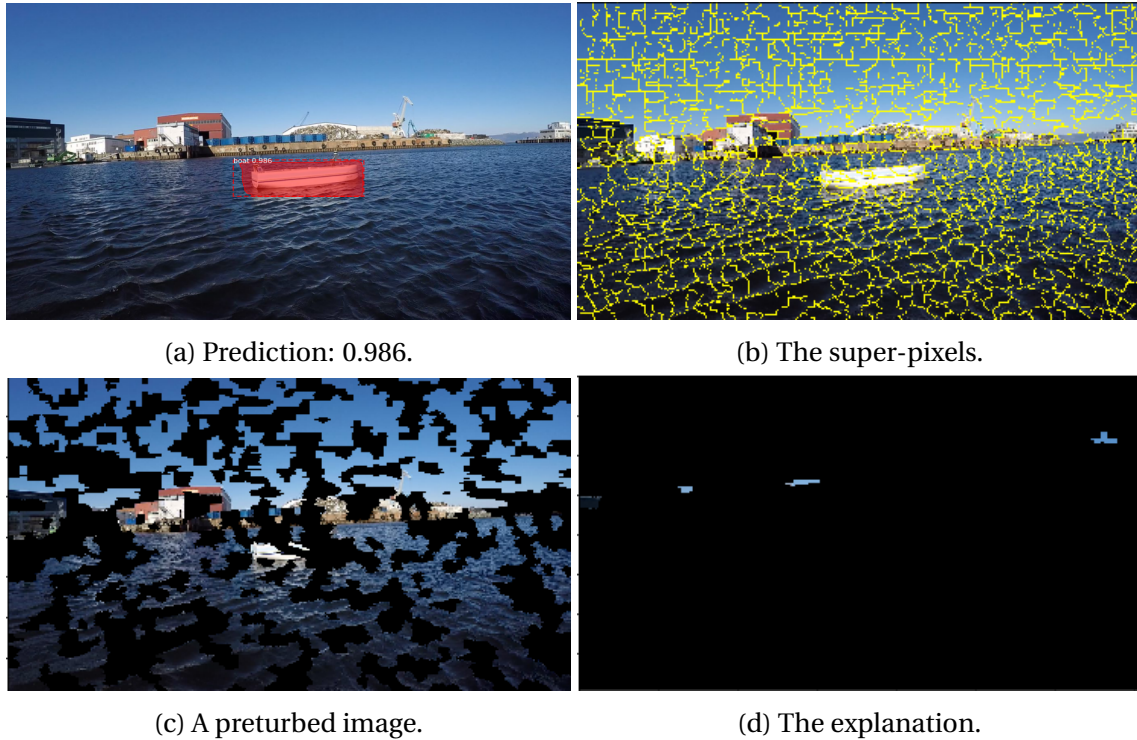 boat 0.986
(a) Prediction: 0.986.
(b) The super-pixels.
(c) A preturbed image.
(d) The explanation.